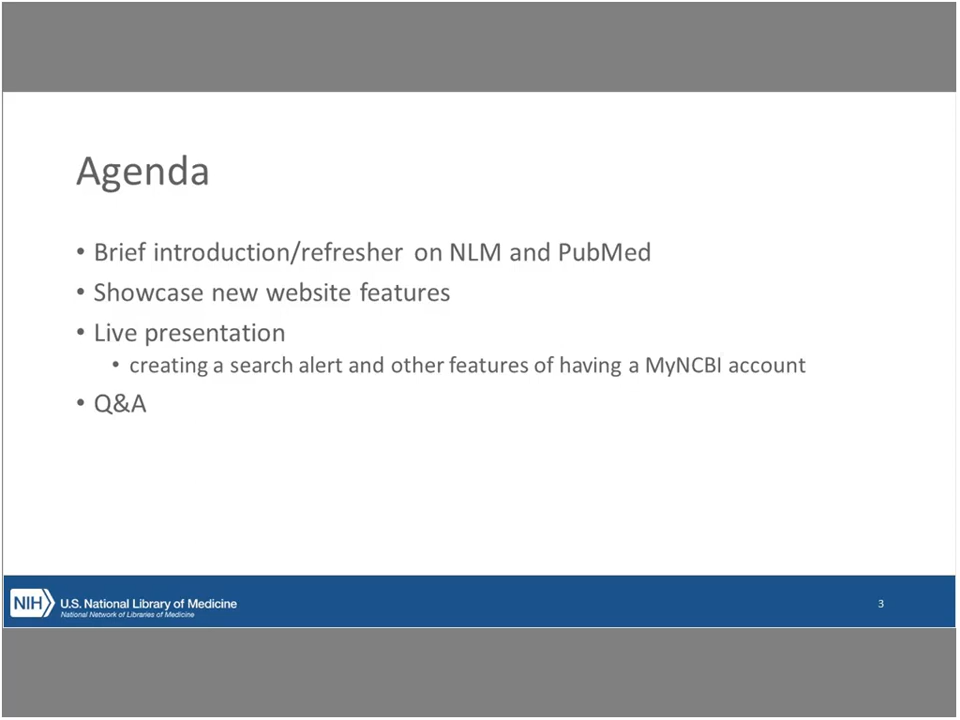 Agenda
• Brief introduction/refresher on NLM and PubMed
• Showcase new website features
• Live presentation
• creating a search alert and other features of having a MyNCBI account
• Q&A
NIH U.S. National Library of Medicine
National Network of Libraries of Medicine
3